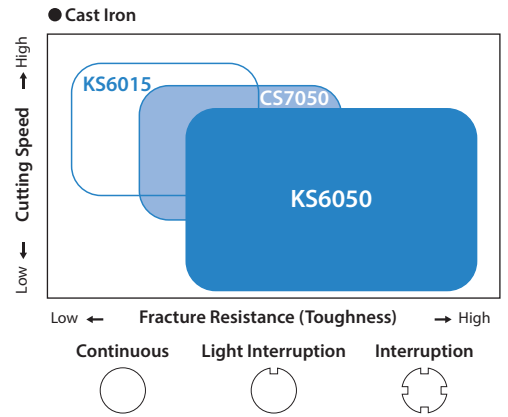 ● Cast Iron
High
Cutting Speed
Low
KS6015
CS7050
KS6050
Low
Fracture Resistance (Toughness)
High
Continuous
Light Interruption
Interruption